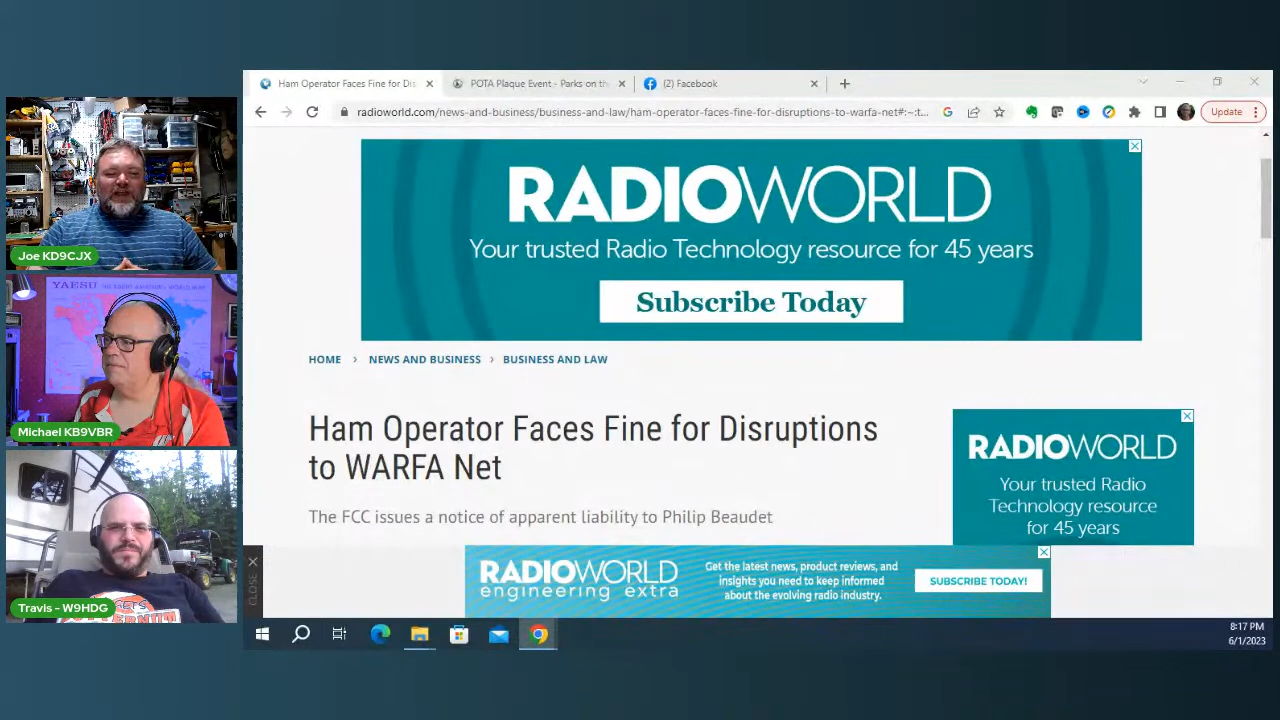 Ham Operator Faces Fine for Dis
POTA Plaque Event - Parks on th
(2) Facebook
radioworld.com/news-and-business/business-and-law/ham-operator-faces-fine-for-disruptions-to-warfa-net#:~:t...
Update
RADIOWORLD
Your trusted Radio Technology resource for 45 years
Subscribe Today
HOME > NEWS AND BUSINESS > BUSINESS AND LAW
Ham Operator Faces Fine for Disruptions
to WARFA Net
The FCC issues a notice of apparent liability to Philip Beaudet
RADIOWORLD
Your trusted Radio
Technology resource
for 45 years
CLOSE
RADIOWORLD
engineering extra
Get the latest news, product reviews, and
insights you need to keep informed
about the evolving radio industry.
SUBSCRIBE TODAY!
8:17 PM
6/1/2023
Joe KD9CJX
YAESU THE RADIO AMATEUR'S WORLD MAP
Michael KB9VBR
Travis - W9HDG